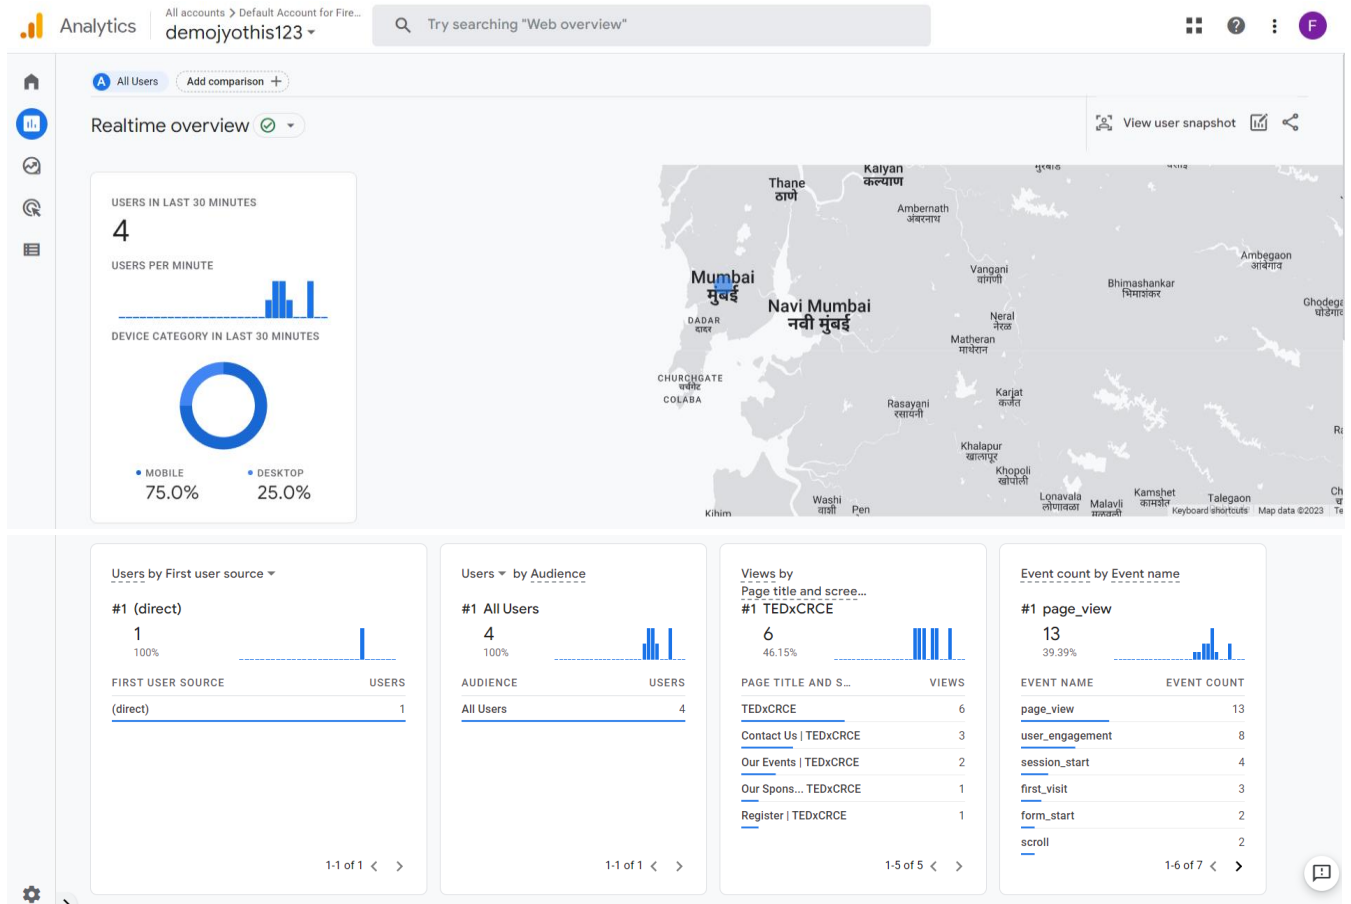 All accounts > Default Account for Fire...
Analytics
demojyothis123
Try searching "Web overview"
F
A All Users
Add comparison +
Realtime overview
View user snapshot
USERS IN LAST 30 MINUTES
4
USERS PER MINUTE
DEVICE CATEGORY IN LAST 30 MINUTES
MOBILE DESKTOP
75.0% 25.0%
Kalyan
कल्याण
Thane
ठाणे
Ambernath
अंबरनाथ
Ambegaon
आंबेगाव
Vangani
वांगणी
Bhimashankar
भिमाशंकर
Mumbai
मुंबई
Navi Mumbai
नवी मुंबई
DADAR
दादर
Neral
नेरळ
Matheran
माथेरान
CHURCHGATE
चर्चगेट
COLABA
Karjat
कर्जत
Rasayani
रसायनी
Khalapur
खालापूर
Khopoli
खोपोली
Lonavala
लोणावळा
Malavli
Kamshet
कामशेत
Talegaon
Washi
वाशी
Pen
Kihim
Keyboard shortcuts Map data ©2023
Users by First user source
#1 (direct)
1
100%
FIRST USER SOURCE USERS
(direct) 1
1-1 of 1
Users by Audience
#1 All Users
4
100%
AUDIENCE USERS
All Users 4
1-1 of 1
Views by
Page title and scree...
#1 TEDxCRCE
6
46.15%
PAGE TITLE AND S... VIEWS
TEDxCRCE 6
Contact Us | TEDxCRCE 3
Our Events | TEDxCRCE 2
Our Spons... TEDxCRCE 1
Register | TEDxCRCE 1
1-5 of 5
Event count by Event name
#1 page_view
13
39.39%
EVENT NAME EVENT COUNT
page_view 13
user_engagement 8
session_start 4
first_visit 3
form_start 2
scroll 2
1-6 of 7